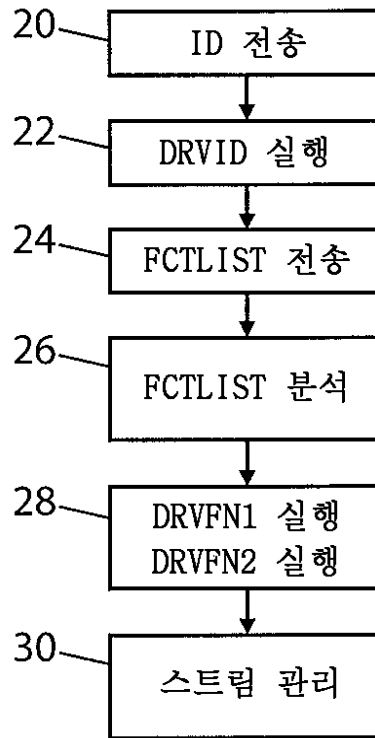 20
ID 전송
22
DRVID 실행
24
FCTLIST 전송
26
FCTLIST 분석
28
DRVFN1 실행
DRVFN2 실행
30
스트림 관리